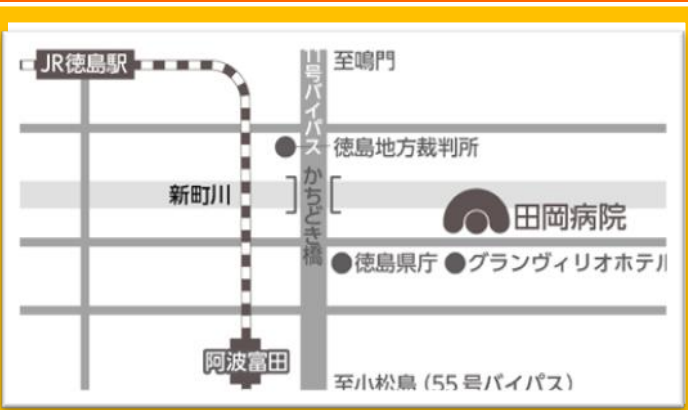 JR徳島駅
11号バイパス
至鳴門
徳島地方裁判所
新町川
かちどき橋
田岡病院
徳島県庁
グランヴィリオホテル
阿波富田
至小松島（55号バイパス）